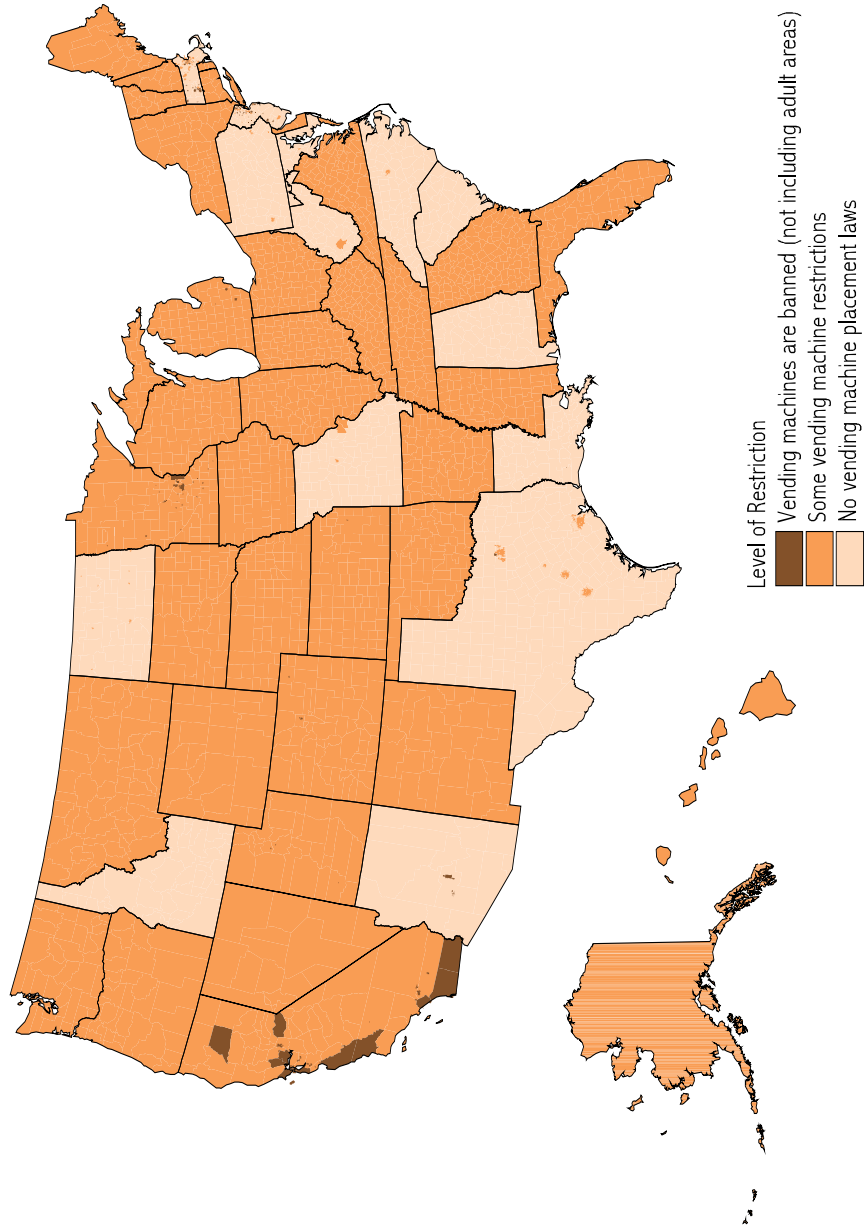 Level of Restriction
Vending machines are banned (not including adult areas)
Some vending machine restrictions
No vending machine placement laws